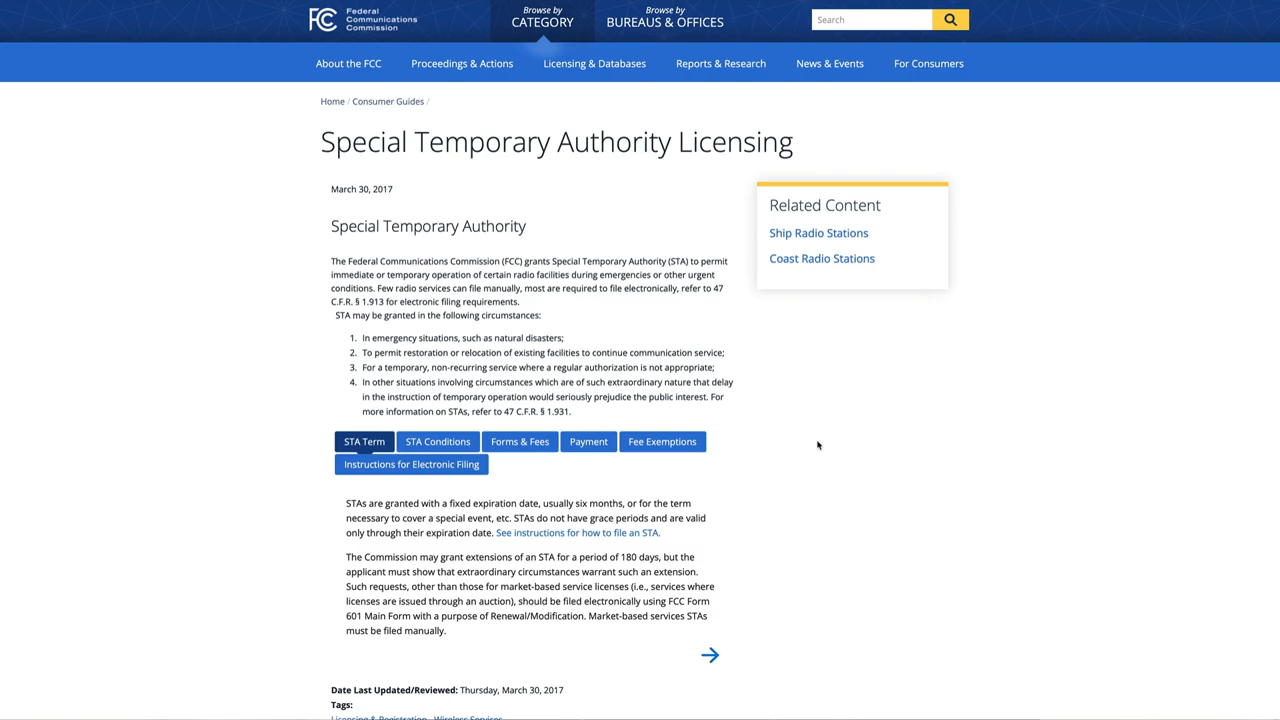 Federal
Communications
Commission
Browse by
CATEGORY
Browse by
BUREAUS & OFFICES
Search
About the FCC
Proceedings & Actions
Licensing & Databases
Reports & Research
News & Events
For Consumers
Home / Consumer Guides /
Special Temporary Authority Licensing
March 30, 2017
Special Temporary Authority
The Federal Communications Commission (FCC) grants Special Temporary Authority (STA) to permit
immediate or temporary operation of certain radio facilities during emergencies or other urgent
conditions. Few radio services can file manually, most are required to file electronically, refer to 47
C.F.R. § 1.913 for electronic filing requirements.
STA may be granted in the following circumstances:
1. In emergency situations, such as natural disasters;
2. To permit restoration or relocation of existing facilities to continue communication service;
3. For a temporary, non-recurring service where a regular authorization is not appropriate;
4. In other situations involving circumstances which are of such extraordinary nature that delay
in the instruction of temporary operation would seriously prejudice the public interest. For
more information on STAs, refer to 47 C.F.R. § 1.931.
STA Term
STA Conditions
Forms & Fees
Payment
Fee Exemptions
Instructions for Electronic Filing
STAs are granted with a fixed expiration date, usually six months, or for the term
necessary to cover a special event, etc. STAs do not have grace periods and are valid
only through their expiration date. See instructions for how to file an STA.
The Commission may grant extensions of an STA for a period of 180 days, but the
applicant must show that extraordinary circumstances warrant such an extension.
Such requests, other than those for market-based service licenses (i.e., services where
licenses are issued through an auction), should be filed electronically using FCC Form
601 Main Form with a purpose of Renewal/Modification. Market-based services STAs
must be filed manually.
Date Last Updated/Reviewed: Thursday, March 30, 2017
Tags:
Licensing & Registration - Wireless Services
Related Content
Ship Radio Stations
Coast Radio Stations
FCC